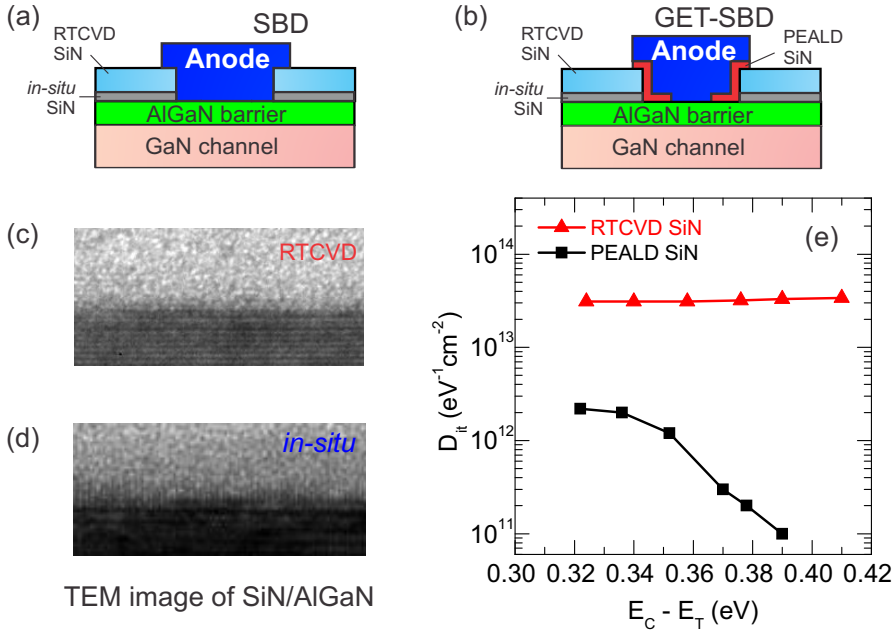 (a)
SBD
RTCVD
SiN
in-situ
SiN
Anode
AlGaN barrier
GaN channel
(b)
GET-SBD
RTCVD
SiN
in-situ
SiN
Anode
PEALD
SiN
AlGaN barrier
GaN channel
(c)
RTCVD
(d)
in-situ
TEM image of SiN/AlGaN
(e)
RTCVD SiN
PEALD SiN
10^14
10^13
10^12
10^11
D_it (eV^-1cm^-2)
0.30 0.32 0.34 0.36 0.38 0.40 0.42
E_C - E_T (eV)